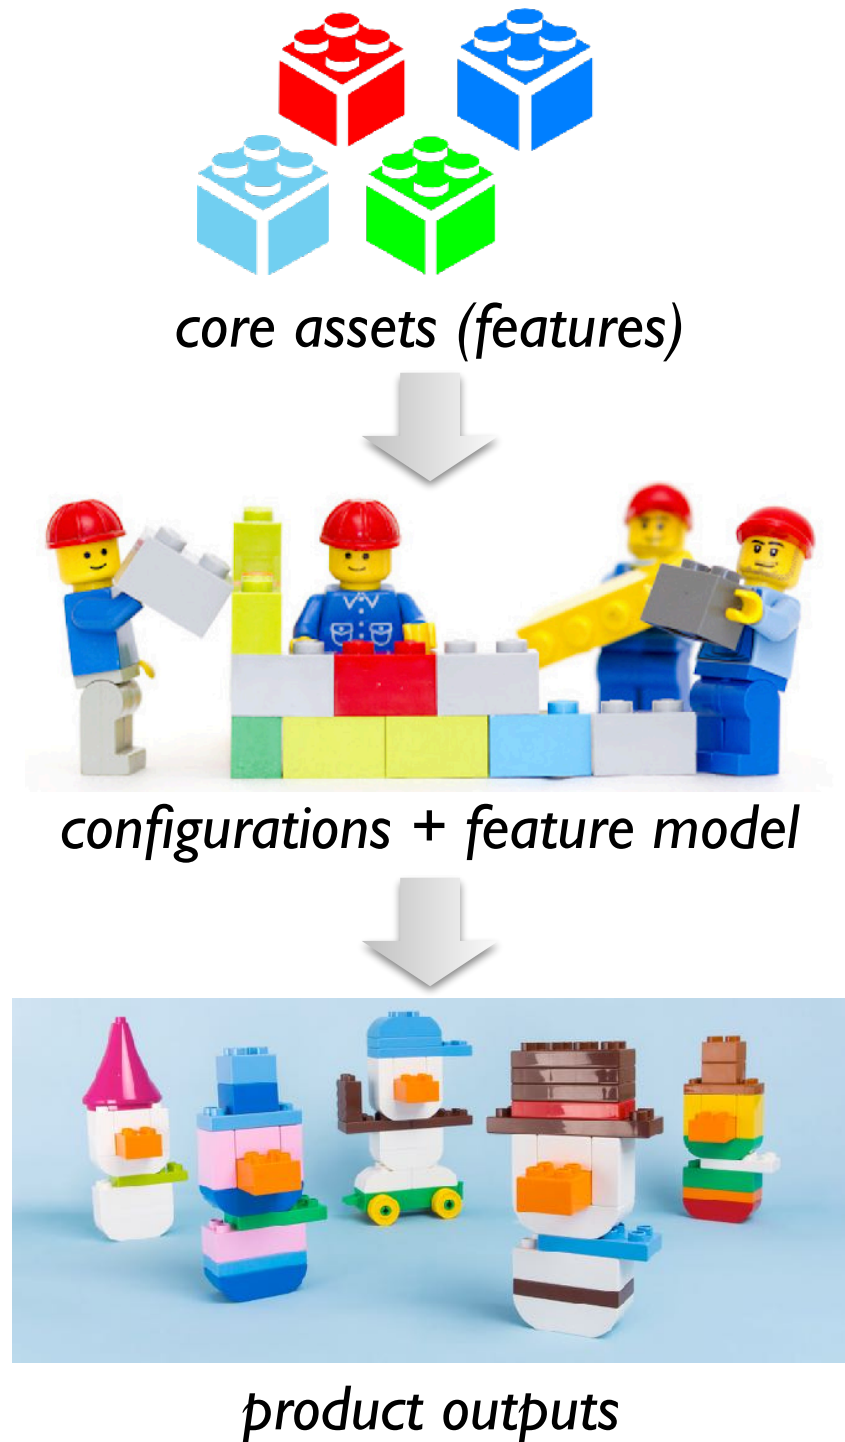 core assets (features)
configurations + feature model
product outputs